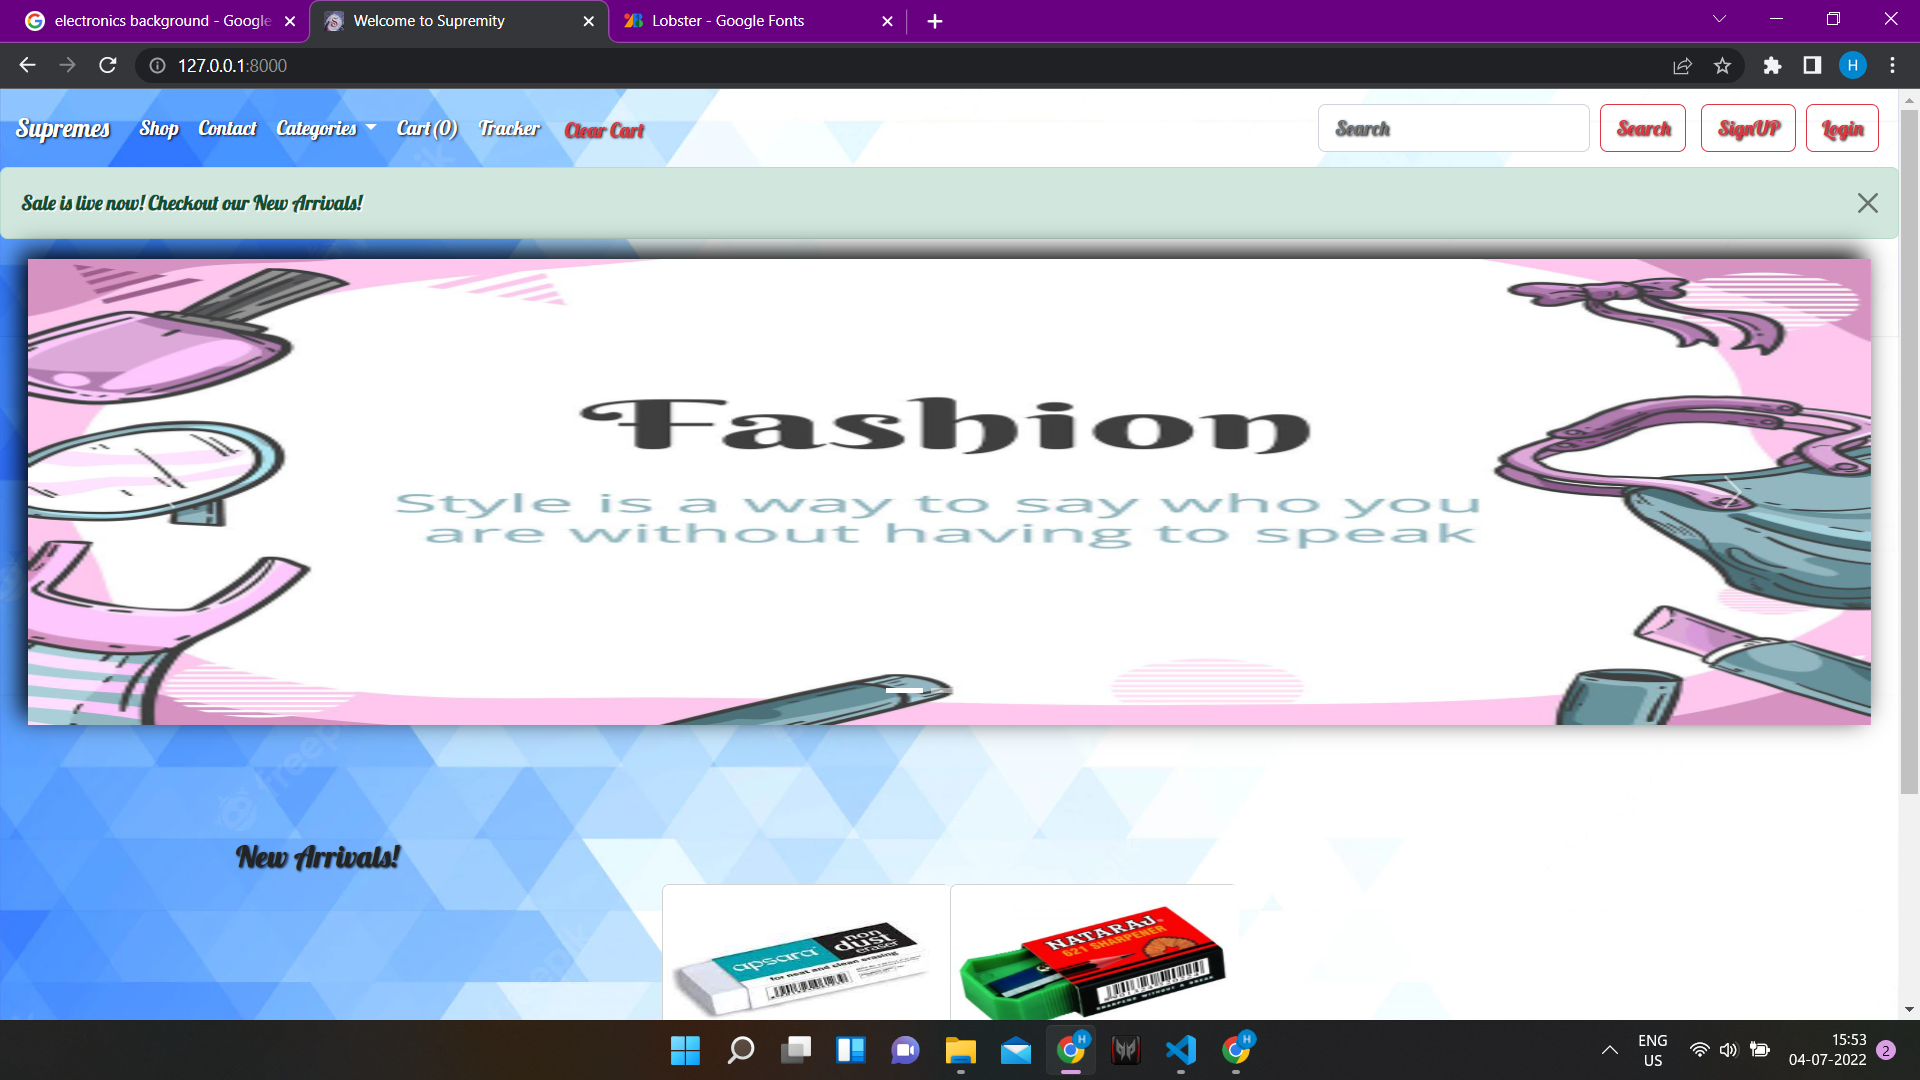 electronics background - Google
Welcome to Supremity
Lobster - Google Fonts
127.0.0.1:8000
H
Supremes
Shop
Contact
Categories
Cart(0)
Tracker
Clear Cart
Search
Search
SignUP
Login
Sale is live now! Checkout our New Arrivals!
Fashion
Style is a way to say who you
are without having to speak
freepik
New Arrivals!
apsara
non
dust
eraser
for neat and clean erasing
NATARAJ
621 SHARPENER
ENG
US
15:53
04-07-2022
2